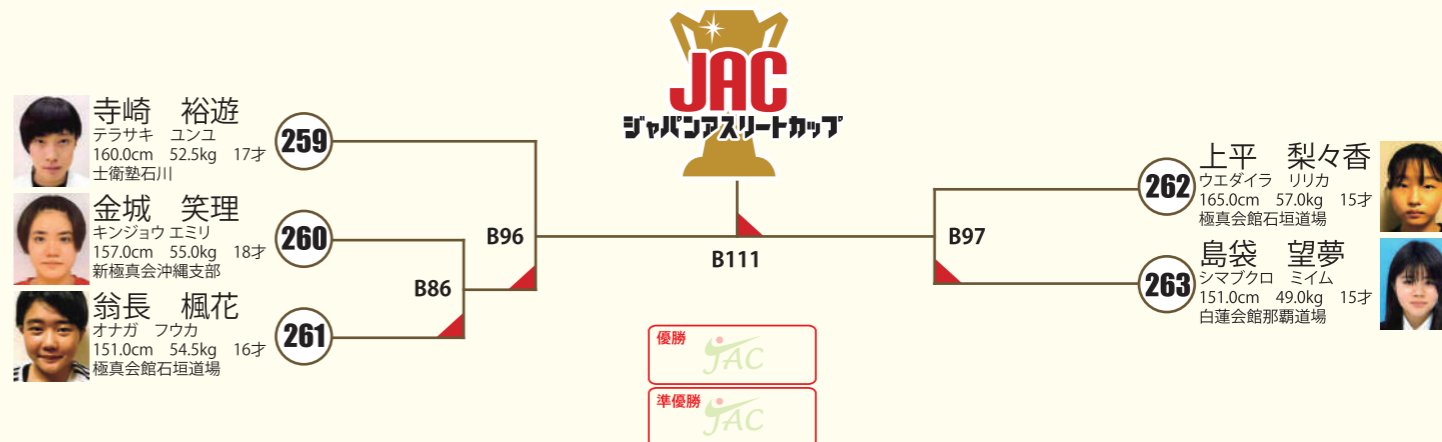 JAC
ジャパンアスリートカップ
寺崎　裕遊
テラサキ　ユンユ
160.0cm　52.5kg　17才
士衛塾石川
259
金城　笑理
キンジョウ エミリ
157.0cm　55.0kg　18才
新極真会沖縄支部
260
翁長　楓花
オナガ　フウカ
151.0cm　54.5kg　16才
極真会館石垣道場
261
B86
B96
B111
B97
262
上平　梨々香
ウエダイラ　リリカ
165.0cm　57.0kg　15才
極真会館石垣道場
263
島袋　望夢
シマブクロ　ミイム
151.0cm　49.0kg　15才
白蓮会館那覇道場
優勝
JAC
準優勝
JAC